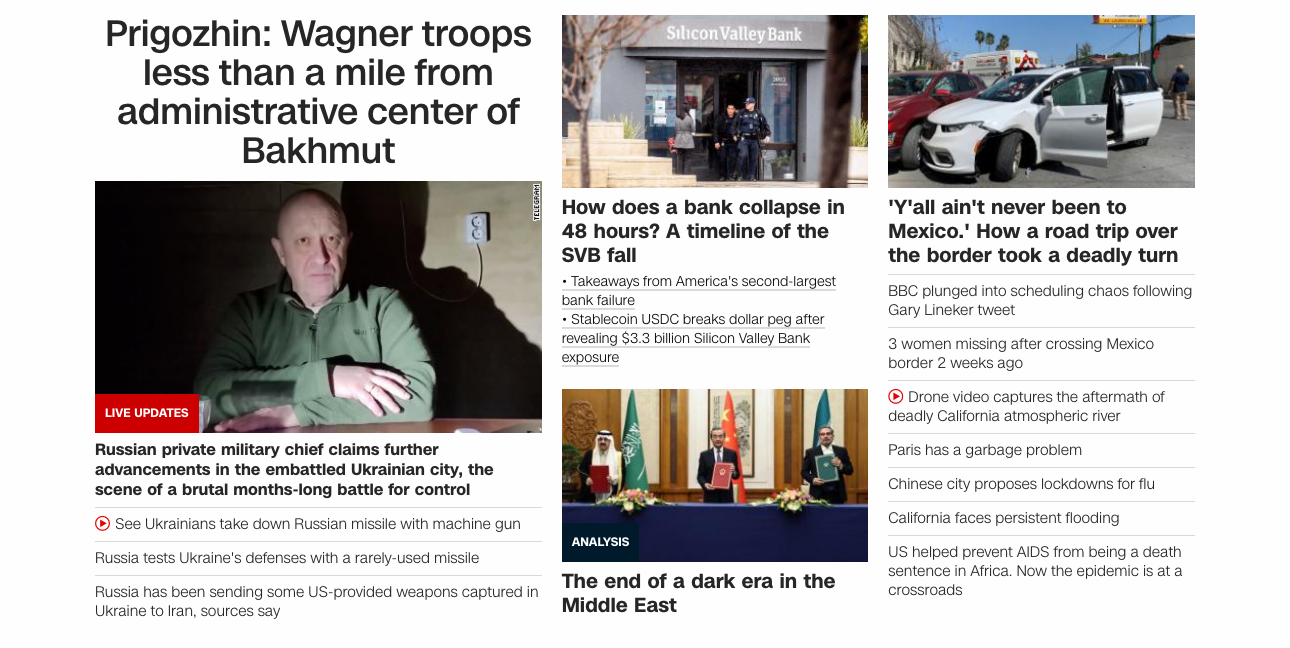 Prigozhin: Wagner troops
less than a mile from
administrative center of
Bakhmut
TELEGRAM
LIVE UPDATES
Russian private military chief claims further
advancements in the embattled Ukrainian city, the
scene of a brutal months-long battle for control
See Ukrainians take down Russian missile with machine gun
Russia tests Ukraine's defenses with a rarely-used missile
Russia has been sending some US-provided weapons captured in
Ukraine to Iran, sources say
Silicon Valley Bank
How does a bank collapse in
48 hours? A timeline of the
SVB fall
• Takeaways from America's second-largest
bank failure
• Stablecoin USDC breaks dollar peg after
revealing $3.3 billion Silicon Valley Bank
exposure
ANALYSIS
The end of a dark era in the
Middle East
'Y'all ain't never been to
Mexico.' How a road trip over
the border took a deadly turn
BBC plunged into scheduling chaos following
Gary Lineker tweet
3 women missing after crossing Mexico
border 2 weeks ago
Drone video captures the aftermath of
deadly California atmospheric river
Paris has a garbage problem
Chinese city proposes lockdowns for flu
California faces persistent flooding
US helped prevent AIDS from being a death
sentence in Africa. Now the epidemic is at a
crossroads